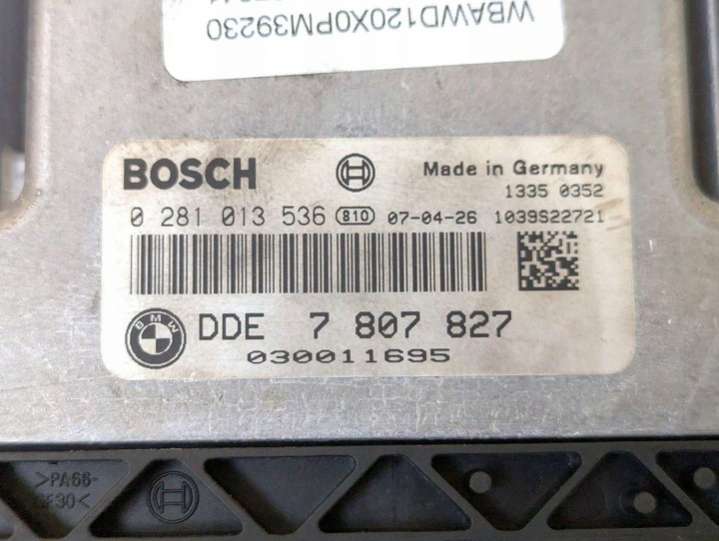 WBAWD120X0PM39230
BOSCH
Made in Germany
1335 0352
0 281 013 536 810 07-04-26 1039S22721
BMW
DDE 7 807 827
030011695
>PA66-
GF30<